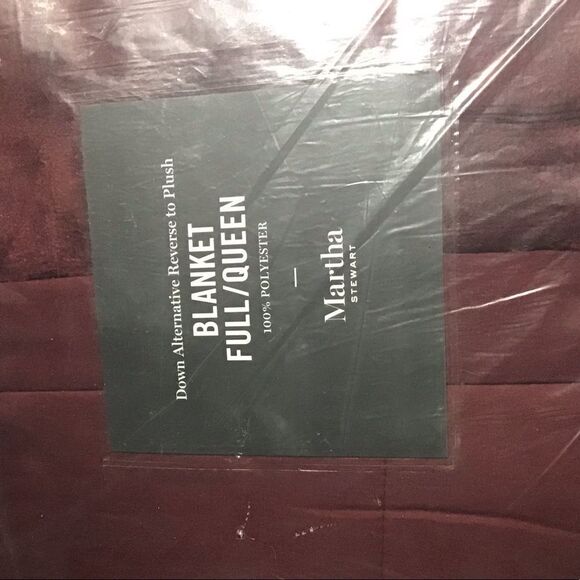 Down Alternative Reverse to Plush
BLANKET
FULL/QUEEN
100% POLYESTER
Martha
STEWART